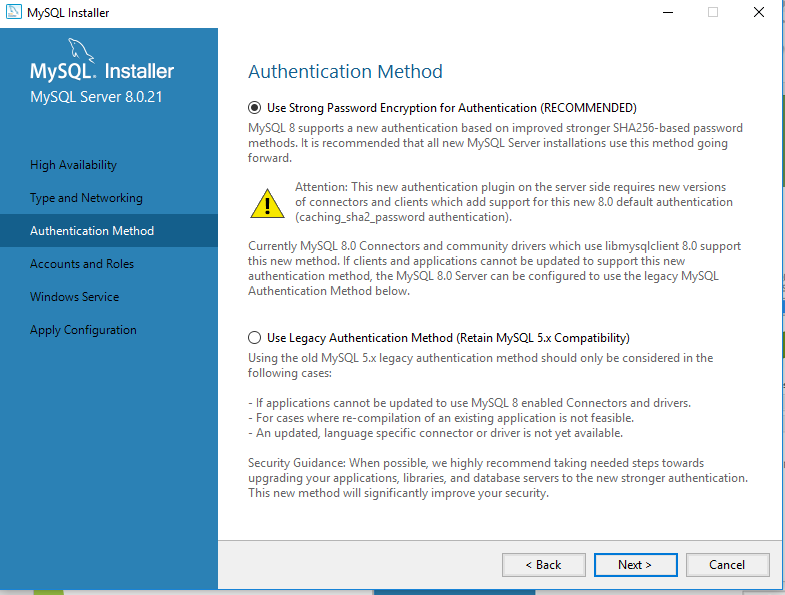 MySQL Installer
MySQL. Installer
MySQL Server 8.0.21
High Availability
Type and Networking
Authentication Method
Accounts and Roles
Windows Service
Apply Configuration
Authentication Method
Use Strong Password Encryption for Authentication (RECOMMENDED)
MySQL 8 supports a new authentication based on improved stronger SHA256-based password
methods. It is recommended that all new MySQL Server installations use this method going
forward.
Attention: This new authentication plugin on the server side requires new versions
of connectors and clients which add support for this new 8.0 default authentication
(caching_sha2_password authentication).
Currently MySQL 8.0 Connectors and community drivers which use libmysqlclient 8.0 support
this new method. If clients and applications cannot be updated to support this new
authentication method, the MySQL 8.0 Server can be configured to use the legacy MySQL
Authentication Method below.
Use Legacy Authentication Method (Retain MySQL 5.x Compatibility)
Using the old MySQL 5.x legacy authentication method should only be considered in the
following cases:
- If applications cannot be updated to use MySQL 8 enabled Connectors and drivers.
- For cases where re-compilation of an existing application is not feasible.
- An updated, language specific connector or driver is not yet available.
Security Guidance: When possible, we highly recommend taking needed steps towards
upgrading your applications, libraries, and database servers to the new stronger authentication.
This new method will significantly improve your security.
< Back
Next >
Cancel